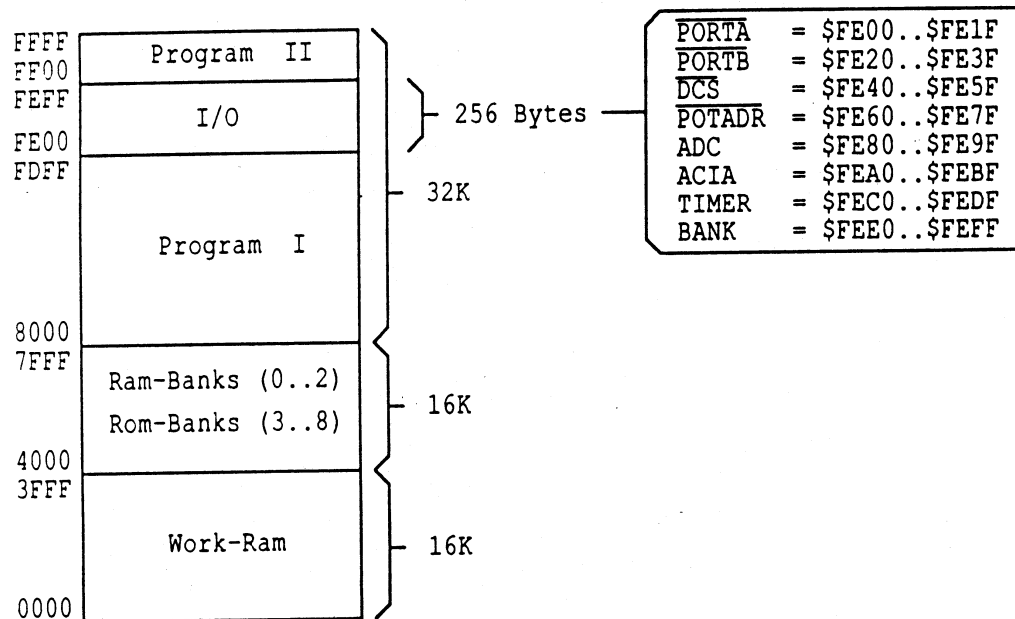 FFFF
FF00
Program II
FEFF
FE00
I/O
256 Bytes
FDFF
8000
Program I
32K
7FFF
4000
Ram-Banks (0..2)
Rom-Banks (3..8)
16K
3FFF
0000
Work-Ram
16K
PORTA = $FE00..$FE1F
PORTB = $FE20..$FE3F
DCS = $FE40..$FE5F
POTADR = $FE60..$FE7F
ADC = $FE80..$FE9F
ACIA = $FEA0..$FEBF
TIMER = $FEC0..$FEDF
BANK = $FEE0..$FEFF